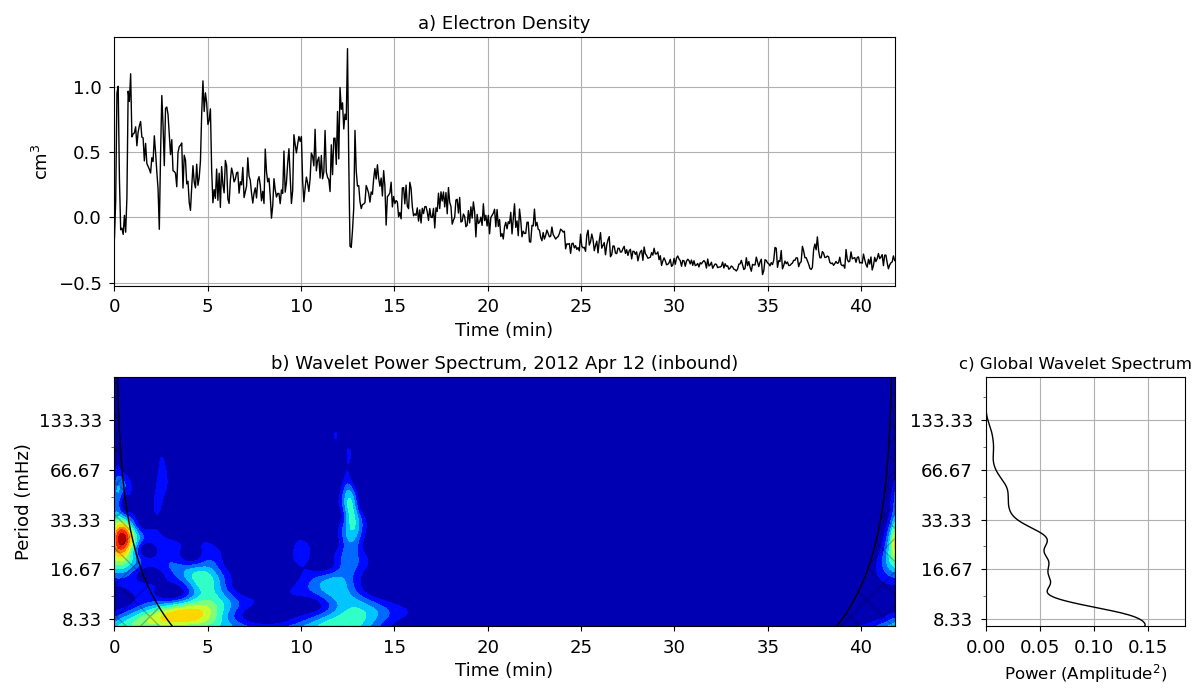 a) Electron Density
cm³
1.0
0.5
0.0
−0.5
0 5 10 15 20 25 30 35 40
Time (min)
b) Wavelet Power Spectrum, 2012 Apr 12 (inbound)
Period (mHz)
133.33
66.67
33.33
16.67
8.33
0 5 10 15 20 25 30 35 40
Time (min)
c) Global Wavelet Spectrum
133.33
66.67
33.33
16.67
8.33
0.00 0.05 0.10 0.15
Power (Amplitude²)